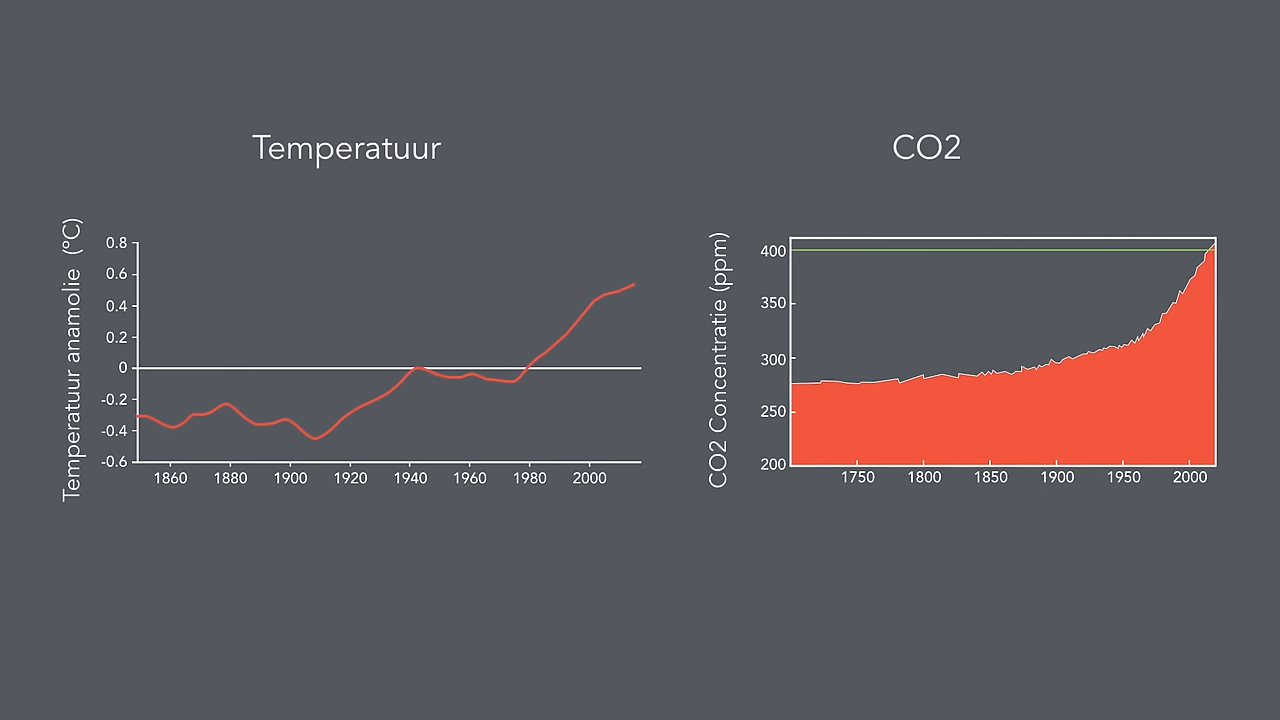 Temperatuur
Temperatuur anamolie (°C)
0.8
0.6
0.4
0.2
0
-0.2
-0.4
-0.6
1860 1880 1900 1920 1940 1960 1980 2000
CO2
CO2 Concentratie (ppm)
400
350
300
250
200
1750 1800 1850 1900 1950 2000